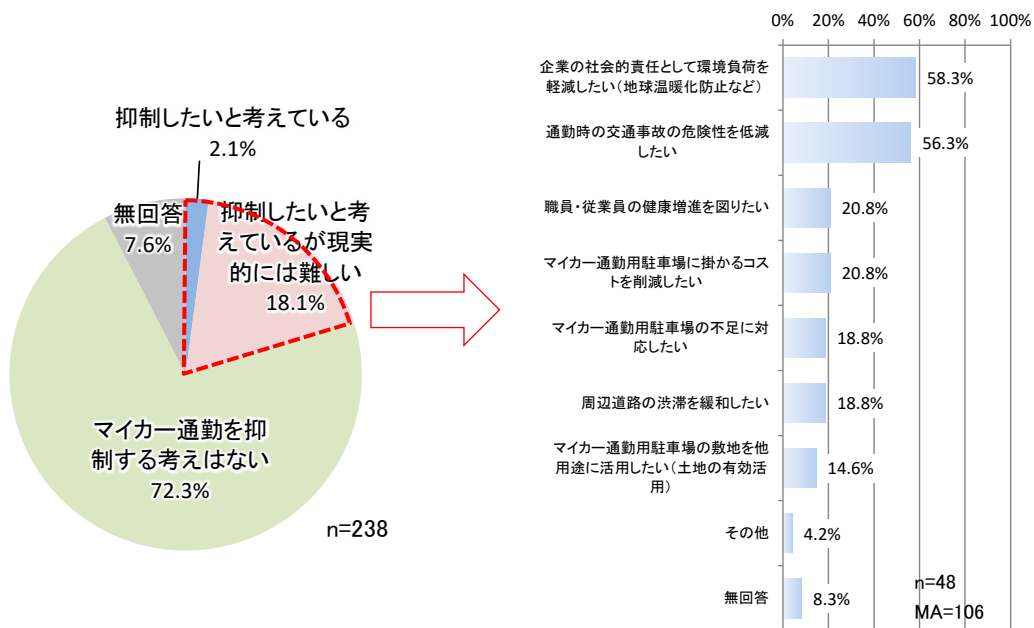 抑制したいと考えている
2.1%
無回答
7.6%
抑制したいと考
えているが現実
的には難しい
18.1%
マイカー通勤を抑
制する考えはない
72.3%
n=238
0% 20% 40% 60% 80% 100%
企業の社会的責任として環境負荷を
軽減したい（地球温暖化防止など）
58.3%
通勤時の交通事故の危険性を低減
したい
56.3%
職員・従業員の健康増進を図りたい
20.8%
マイカー通勤用駐車場に掛かるコス
トを削減したい
20.8%
マイカー通勤用駐車場の不足に対
応したい
18.8%
周辺道路の渋滞を緩和したい
18.8%
マイカー通勤用駐車場の敷地を他
用途に活用したい（土地の有効活
用）
14.6%
その他
4.2%
無回答
8.3%
n=48
MA=106